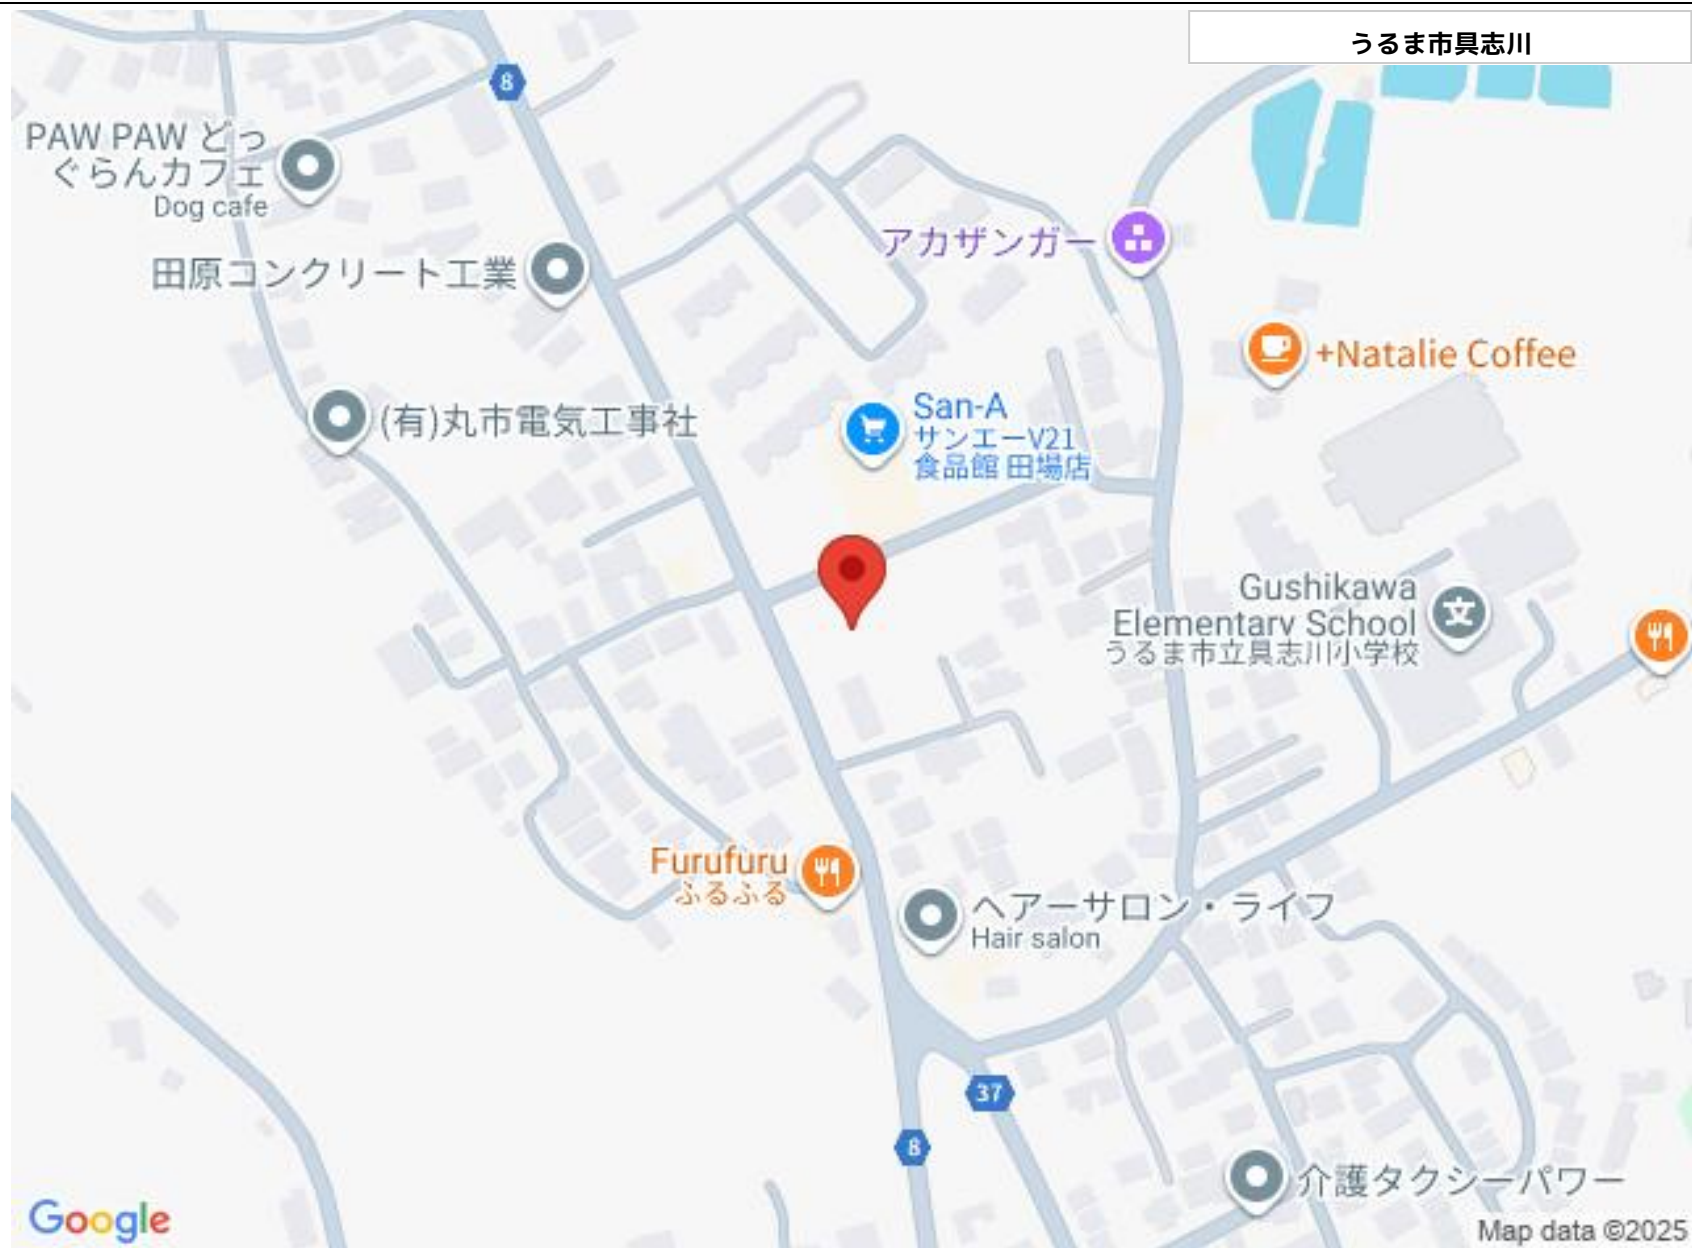 うるま市具志川
8
PAW PAW どっ
ぐらんカフェ
Dog cafe
アカザンガー
田原コンクリート工業
+Natalie Coffee
(有)丸市電気工事社
San-A
サンエーV21
食品館 田場店
Gushikawa
Elementary School
うるま市立具志川小学校
文
Furufuru
ふるふる
ヘアーサロン・ライフ
Hair salon
37
8
介護タクシーパワー
Google
Map data ©2025